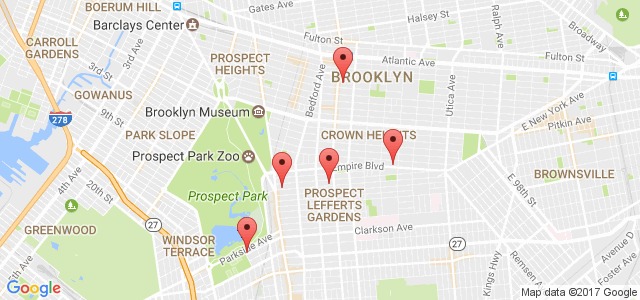 BOERUM HILL
Gates Ave
Halsey St
Ralph Ave
Barclays Center
Fulton St
Broadway
CARROLL
GARDENS
3rd St
PROSPECT
HEIGHTS
Atlantic Ave
Fulton St
BROOKLYN
Bedford Ave
Utica Ave
GOWANUS
9th St
Brooklyn Museum
278
E New York Ave
Pitkin Ave
PARK SLOPE
CROWN HEIGHTS
Prospect Park Zoo
Empire Blvd
BROWNSVILLE
4th Ave
20th St
Prospect Park
PROSPECT
LEFFERTS
GARDENS
E 98th St
27
GREENWOOD
WINDSOR
TERRACE
Parkside Ave
Clarkson Ave
27
Kings Hwy
Remsen Ave
Foster Ave
Google
Map data ©2017 Google